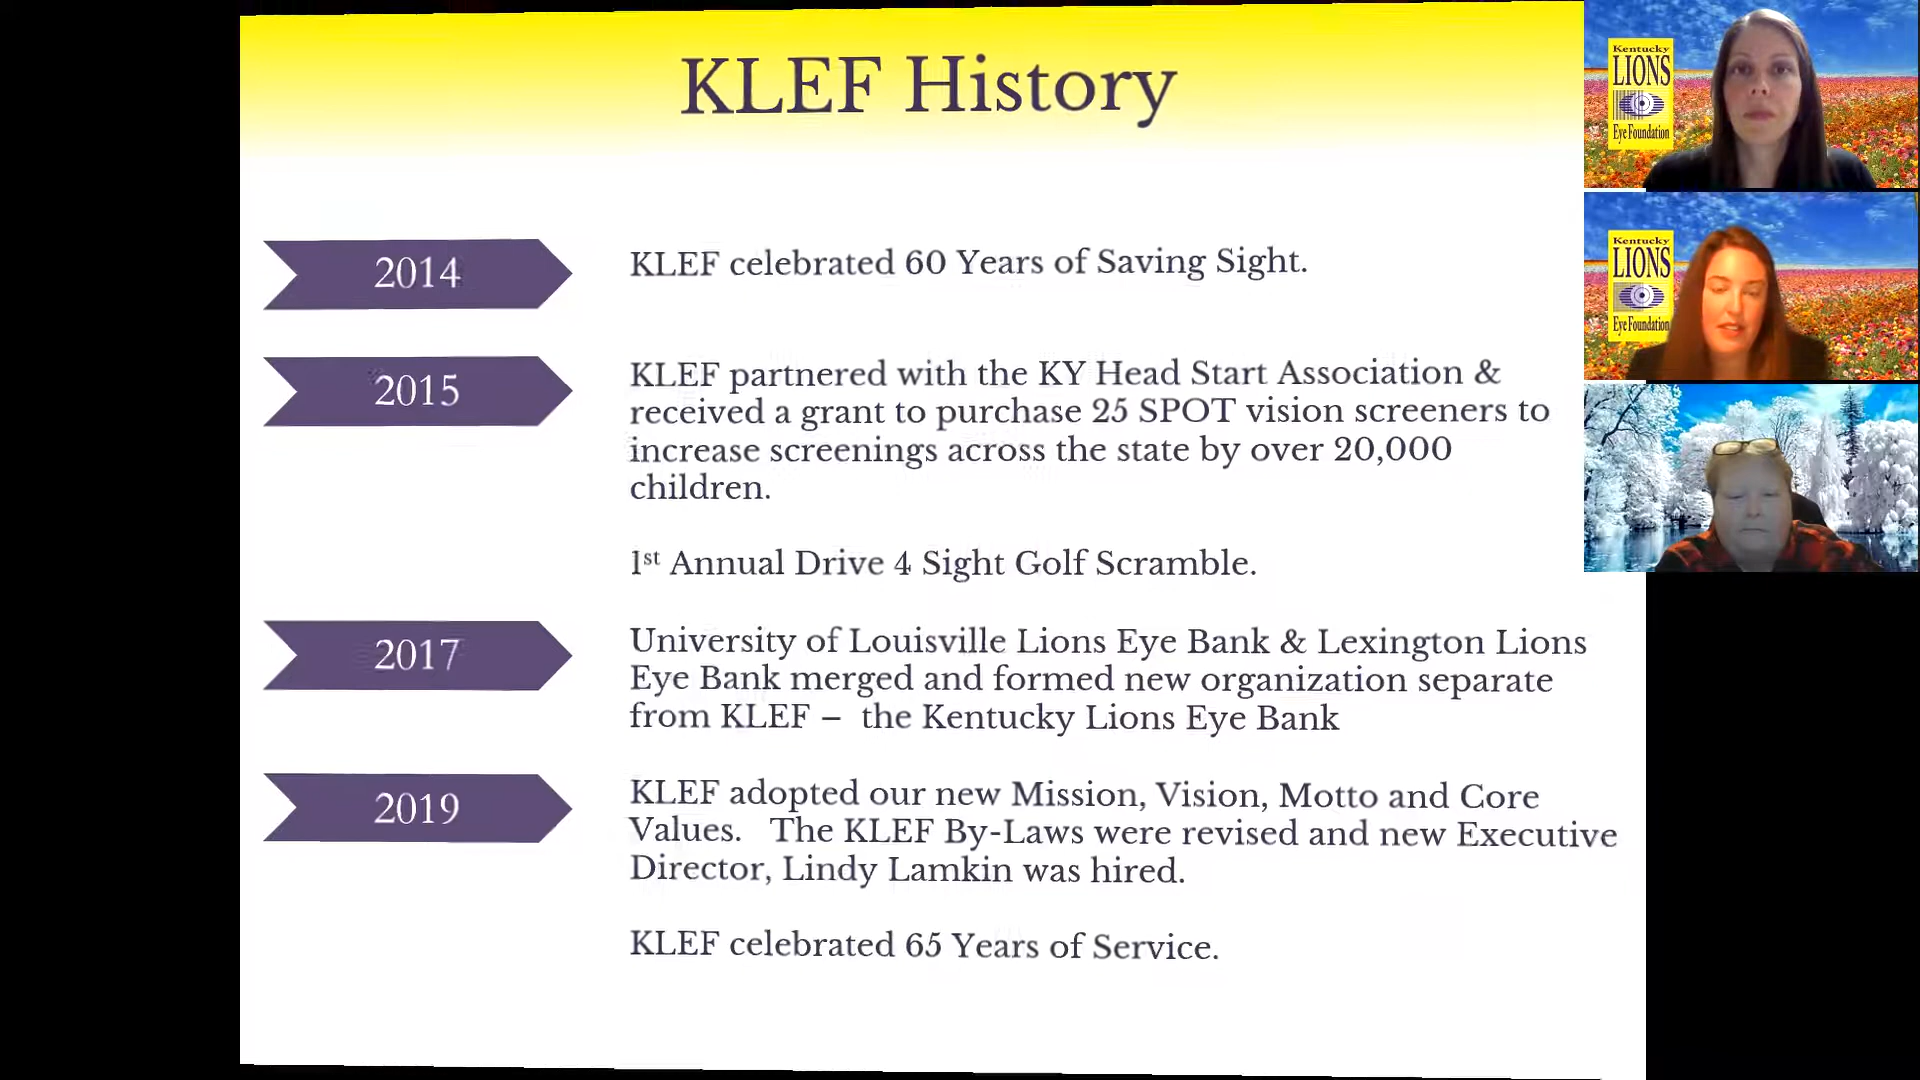 KLEF History
2014
KLEF celebrated 60 Years of Saving Sight.
2015
KLEF partnered with the KY Head Start Association &
received a grant to purchase 25 SPOT vision screeners to
increase screenings across the state by over 20,000
children.
1st Annual Drive 4 Sight Golf Scramble.
2017
University of Louisville Lions Eye Bank & Lexington Lions
Eye Bank merged and formed new organization separate
from KLEF – the Kentucky Lions Eye Bank
2019
KLEF adopted our new Mission, Vision, Motto and Core
Values. The KLEF By-Laws were revised and new Executive
Director, Lindy Lamkin was hired.
KLEF celebrated 65 Years of Service.
Kentucky
LIONS
Eye Foundation
Kentucky
LIONS
Eye Foundation